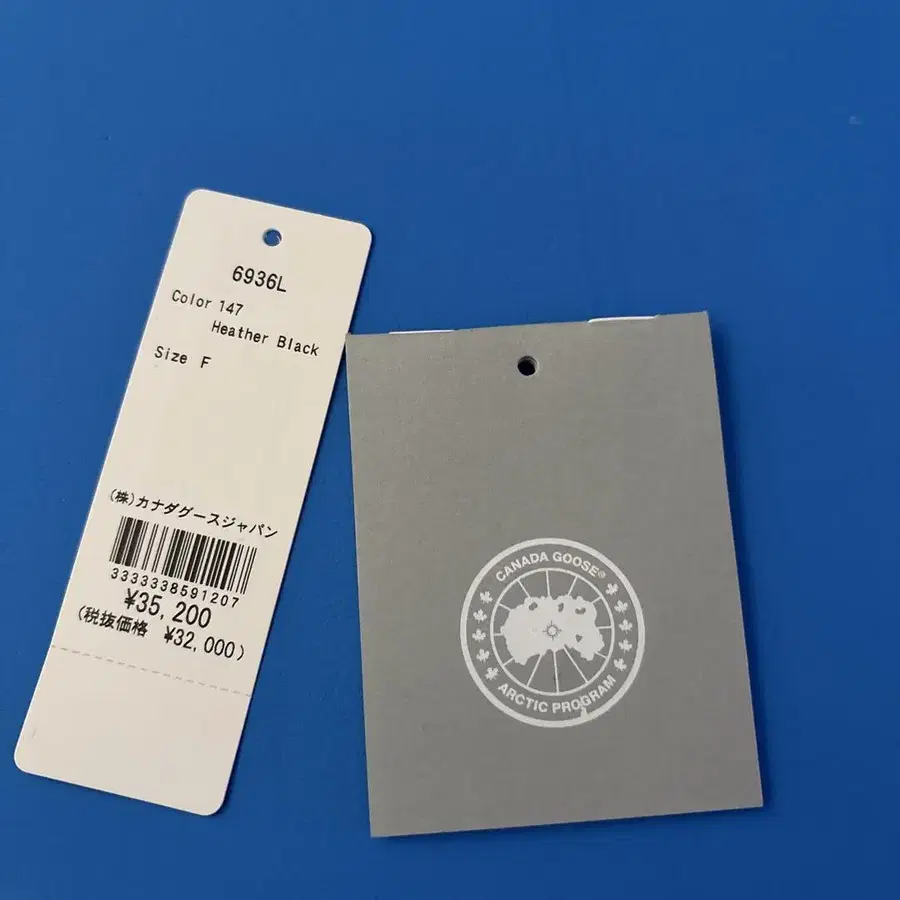 6936L
Color 147
Heather Black
Size F
(株)カナダグースジャパン
3333338591207
¥35,200
(税抜価格 ¥32,000)
CANADA GOOSE®
ARCTIC PROGRAM